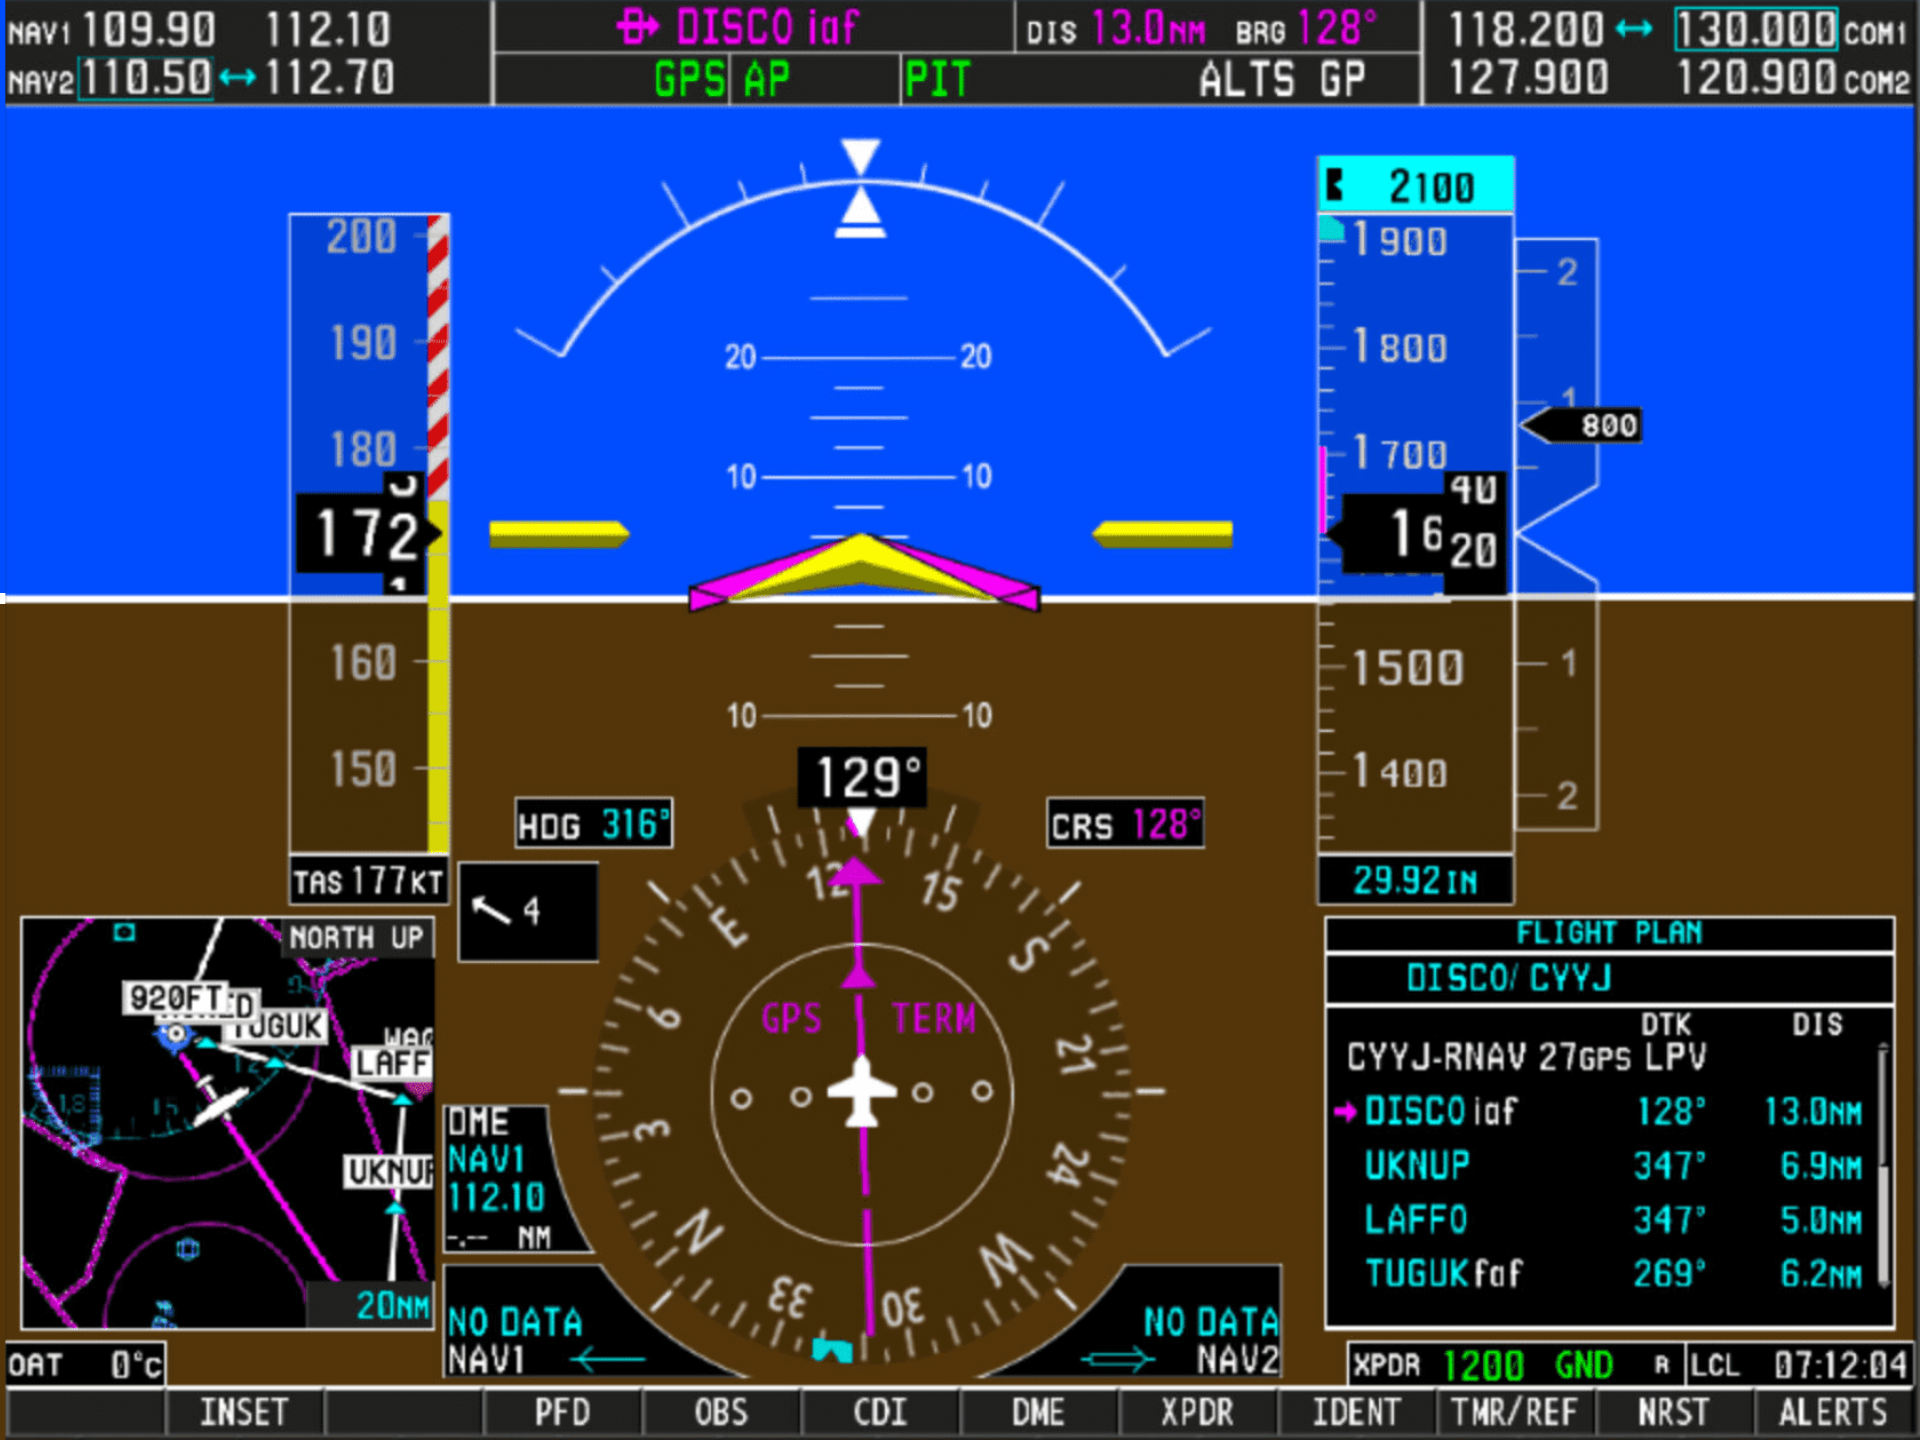 NAV1 109.90 112.10
NAV2 110.50 ↔ 112.70
DISCO iaf DIS 13.0NM BRG 128°
GPS AP PIT ALTS GP
118.200 ↔ 130.000 COM1
127.900 120.900 COM2
200
190
180
172
160
150
TAS 177KT
20 20
10 10
10 10
2100
1900
1800
1700
16 40
20
1500
1400
29.92IN
2
1
800
1
2
129°
HDG 316°
CRS 128°
4
12 15 S 21 24 W 30 33 N 3 6 E
GPS TERM
NORTH UP
920FT
TUGUK
LAFF
UKNUP
20NM
DME
NAV1
112.10
-.-- NM
NO DATA
NAV1
NO DATA
NAV2
FLIGHT PLAN
DISCO/ CYYJ
DTK DIS
CYYJ-RNAV 27GPS LPV
DISCO iaf 128° 13.0NM
UKNUP 347° 6.9NM
LAFFO 347° 5.0NM
TUGUK faf 269° 6.2NM
OAT 0°C
XPDR 1200 GND R LCL 07:12:04
INSET PFD OBS CDI DME XPDR IDENT TMR/REF NRST ALERTS